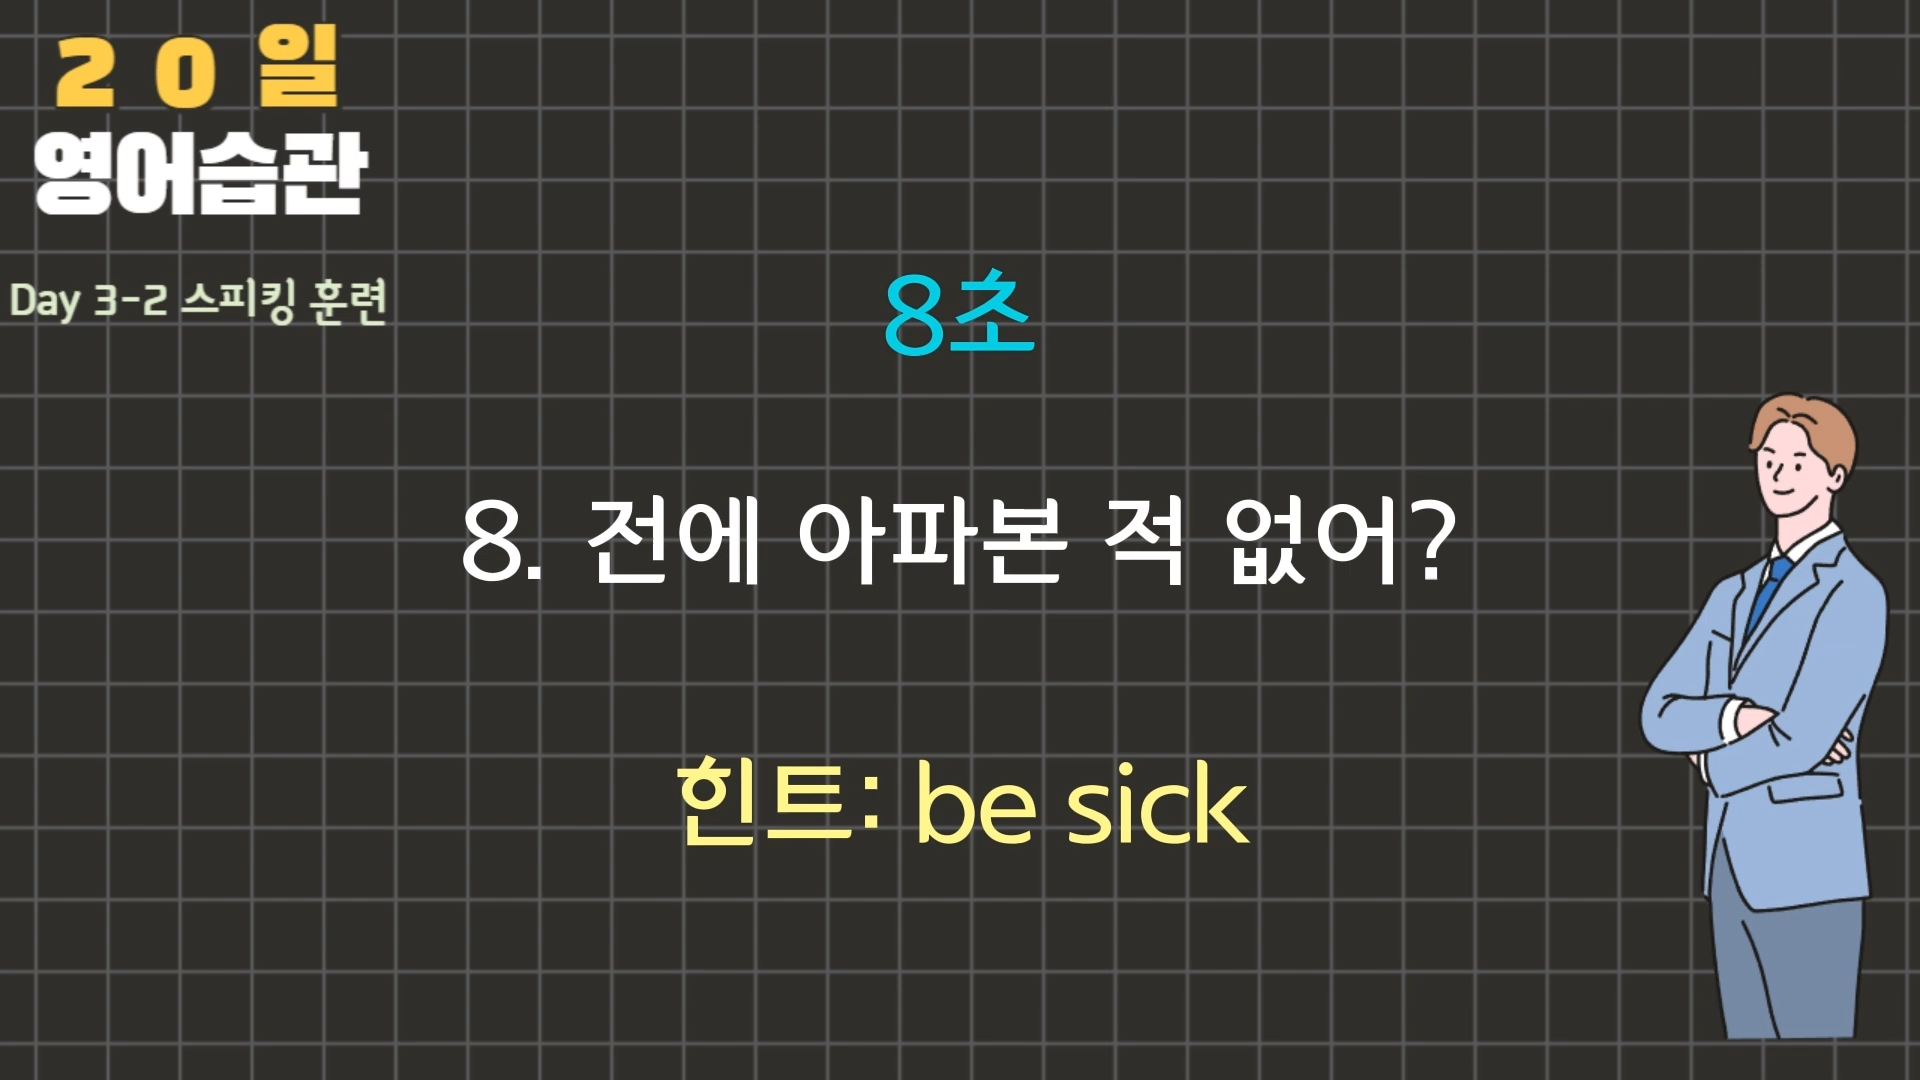 20일
영어습관
Day 3-2 스피킹 훈련
8초
8. 전에 아파본 적 없어?
힌트: be sick